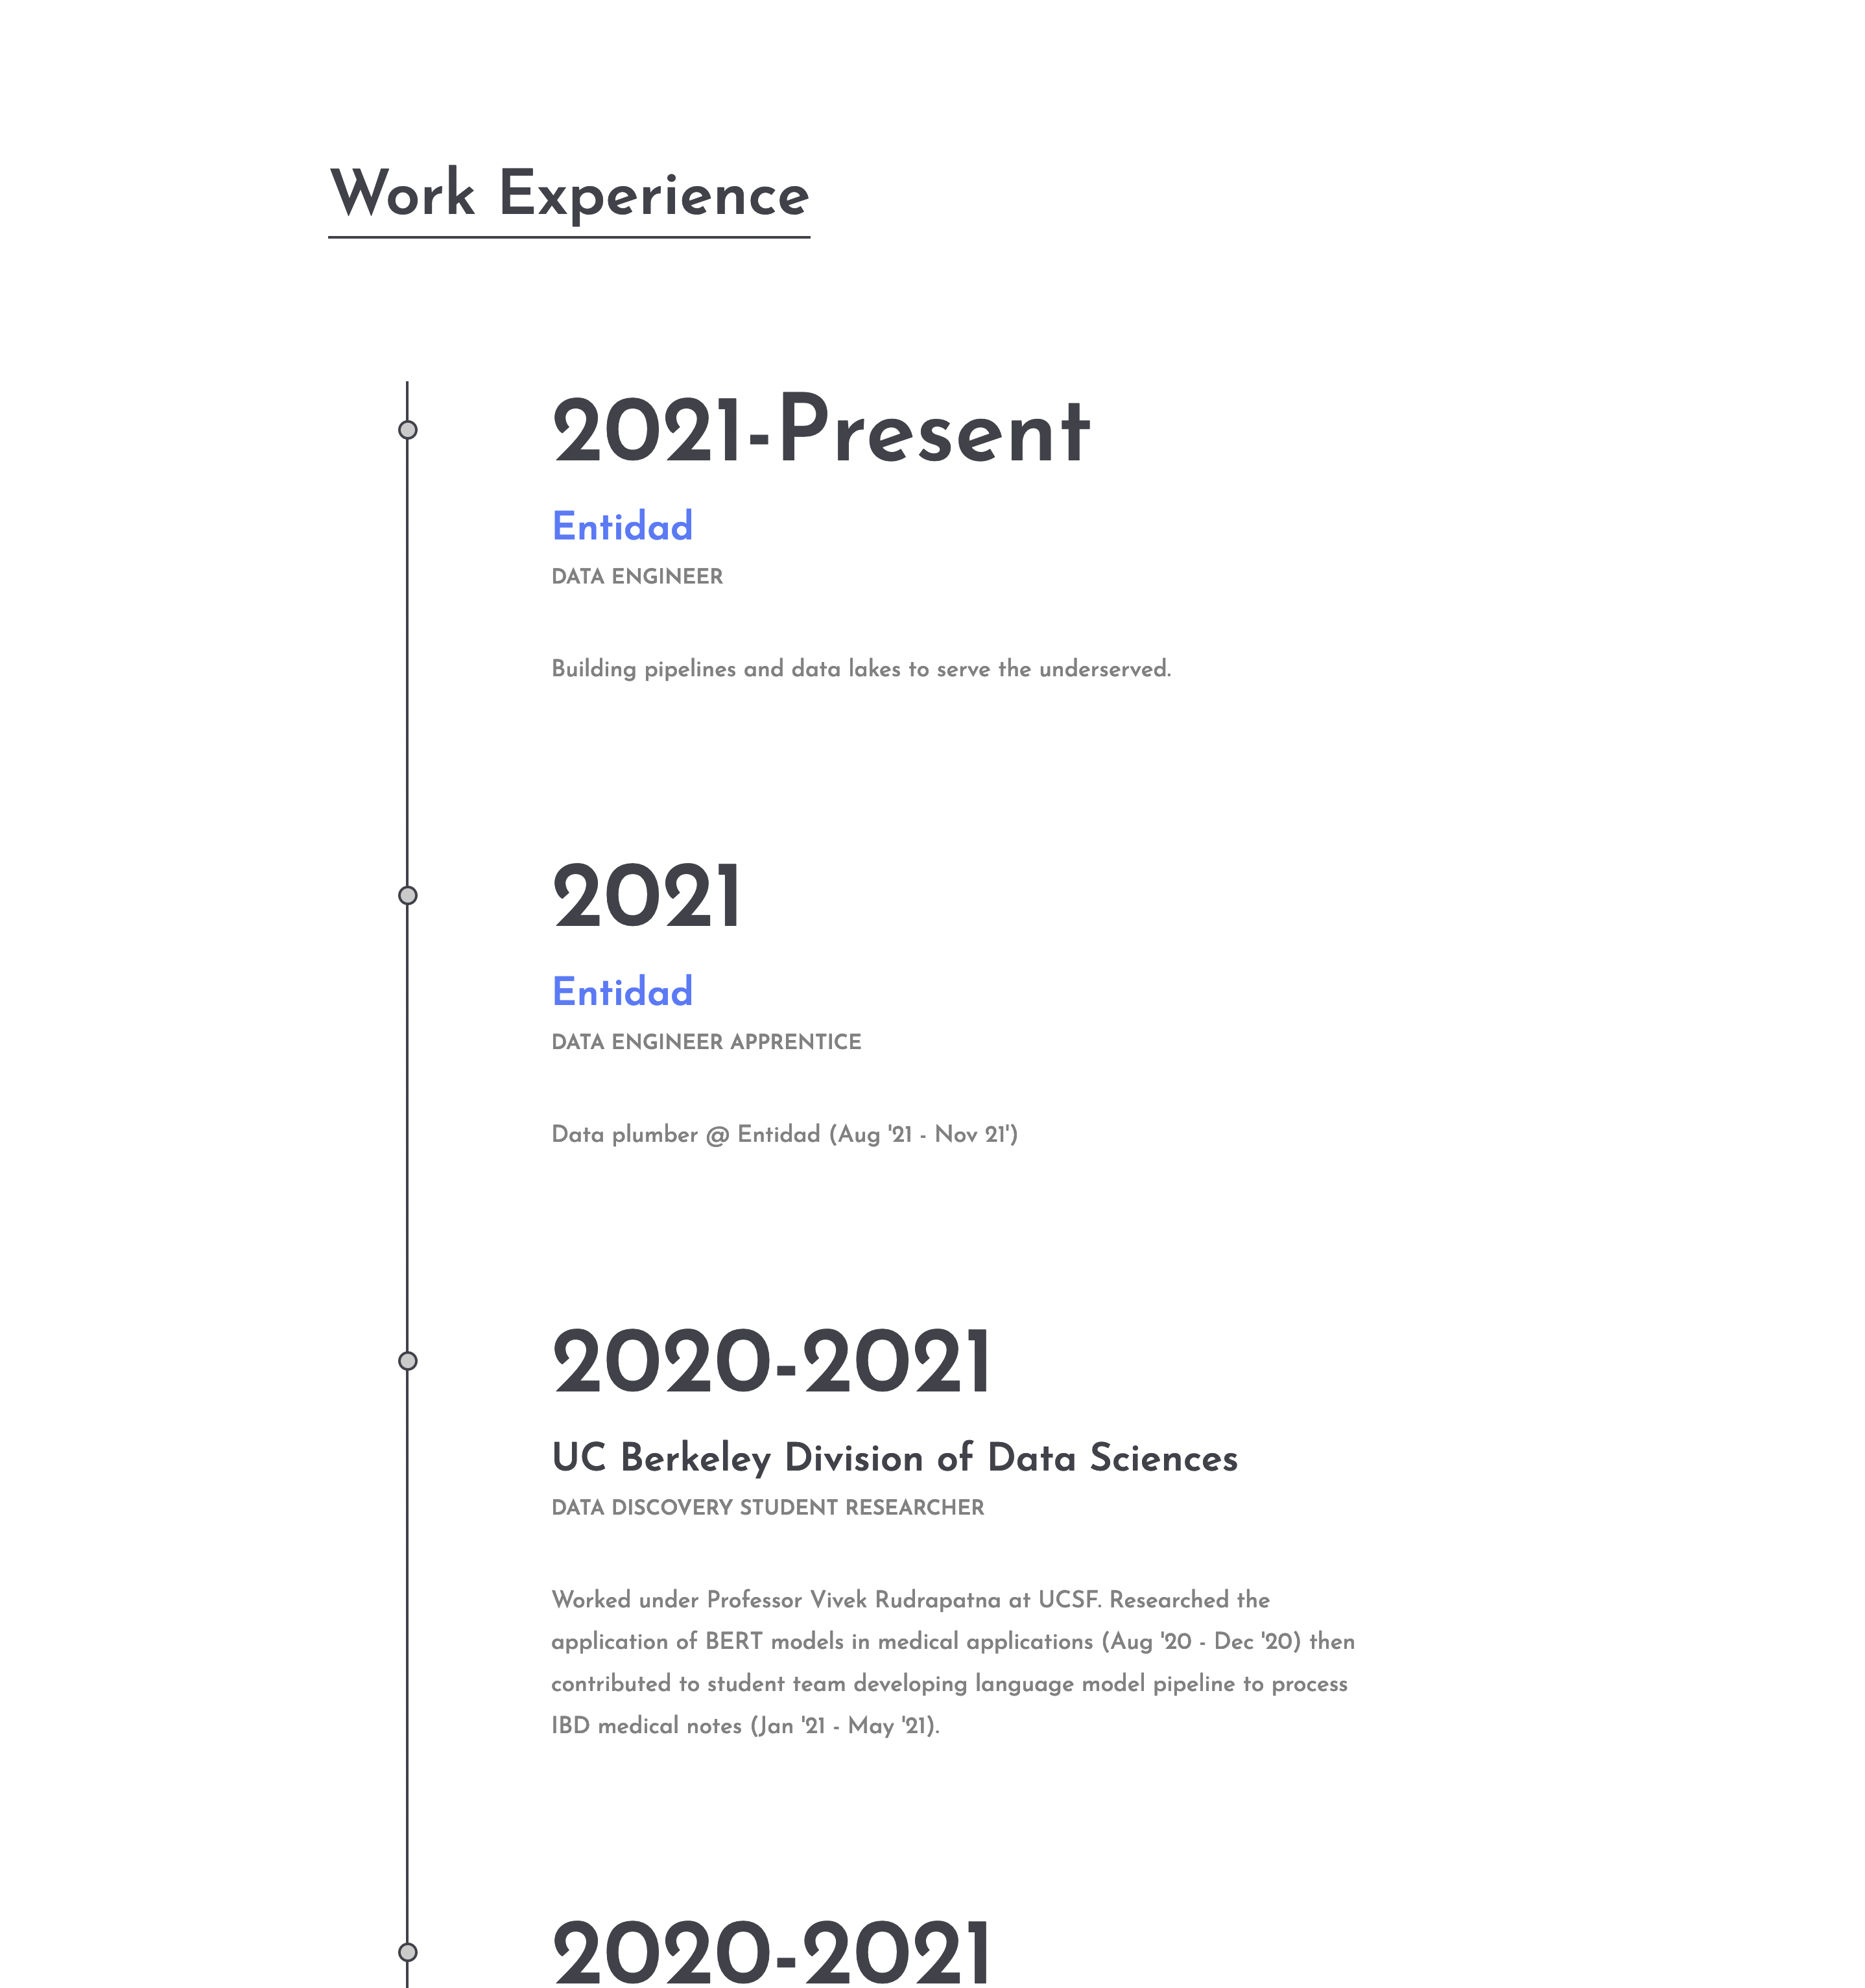 Work Experience
2021-Present
Entidad
DATA ENGINEER
Building pipelines and data lakes to serve the underserved.
2021
Entidad
DATA ENGINEER APPRENTICE
Data plumber @ Entidad (Aug '21 - Nov 21')
2020-2021
UC Berkeley Division of Data Sciences
DATA DISCOVERY STUDENT RESEARCHER
Worked under Professor Vivek Rudrapatna at UCSF. Researched the
application of BERT models in medical applications (Aug '20 - Dec '20) then
contributed to student team developing language model pipeline to process
IBD medical notes (Jan '21 - May '21).
2020-2021